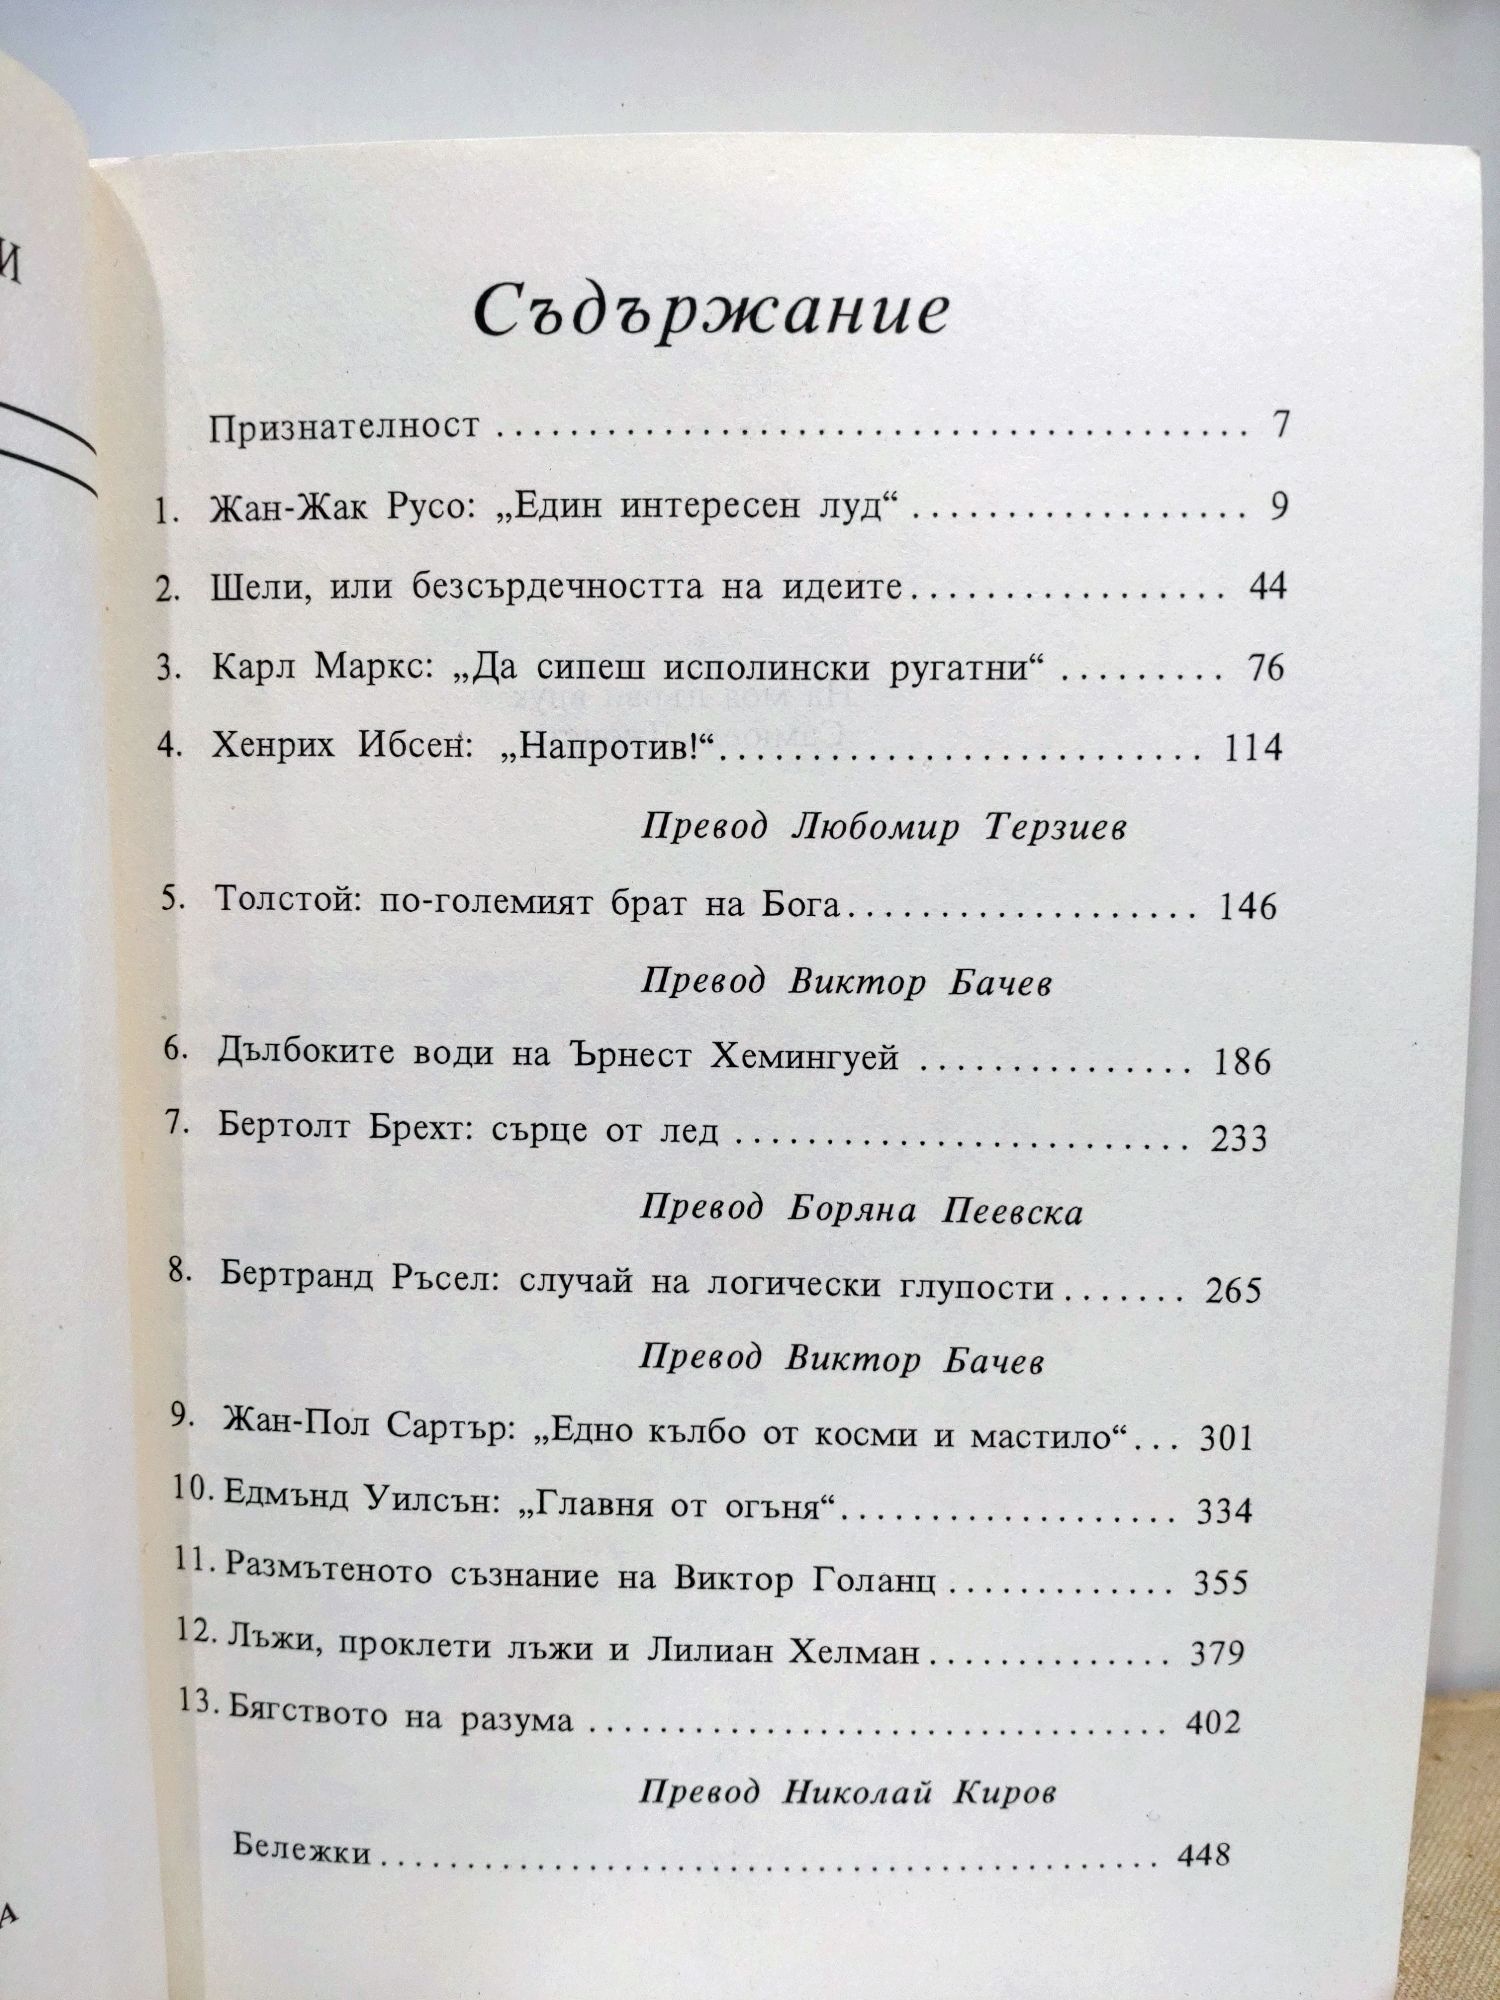 И
Съдържание
Признателност ........................................ 7
1. Жан-Жак Русо: „Един интересен луд“ .................. 9
2. Шели, или безсърдечността на идеите................. 44
3. Карл Маркс: „Да сипеш исполински ругатни“ ......... 76
4. Хенрих Ибсен: „Напротив!“.......................... 114
Превод Любомир Терзиев
5. Толстой: по-големият брат на Бога................... 146
Превод Виктор Бачев
6. Дълбоките води на Ърнест Хемингуей ............... 186
7. Бертолт Брехт: сърце от лед ......................... 233
Превод Боряна Пеевска
8. Бертранд Ръсел: случай на логически глупости....... 265
Превод Виктор Бачев
9. Жан-Пол Сартър: „Едно кълбо от косми и мастило“... 301
10. Едмънд Уилсън: „Главня от огъня“................... 334
11. Размътеното съзнание на Виктор Голанц ............. 355
12. Лъжи, проклети лъжи и Лилиан Хелман.............. 379
13. Бягството на разума ................................. 402
Превод Николай Киров
Бележки............................................. 448
А